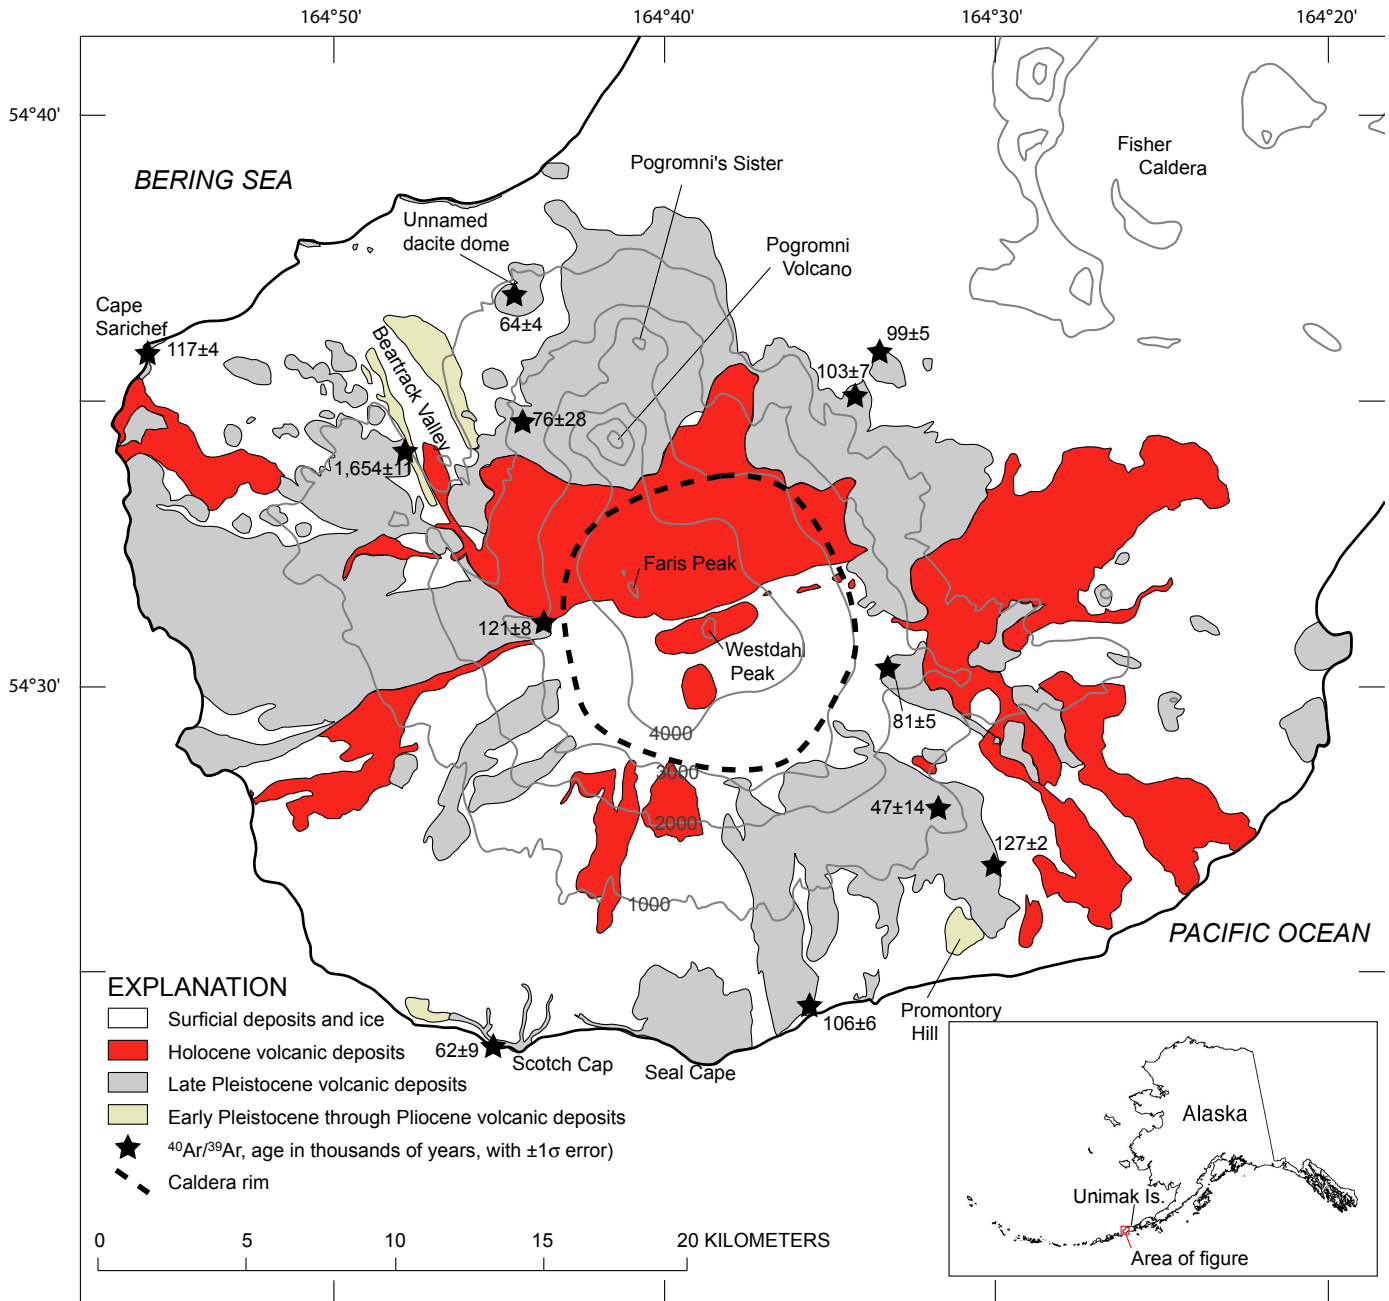 164°50'
164°40'
164°30'
164°20'
54°40'
54°30'
BERING SEA
Fisher
Caldera
Pogromni's Sister
Unnamed
dacite dome
Pogromni
Volcano
Cape
Sarichef
117±4
64±4
99±5
103±7
Beartrack Valley
76±28
1,654±11
Faris Peak
121±8
Westdahl
Peak
81±5
4000
3000
2000
1000
47±14
127±2
PACIFIC OCEAN
Promontory
Hill
106±6
62±9
Scotch Cap
Seal Cape
EXPLANATION
Surficial deposits and ice
Holocene volcanic deposits
Late Pleistocene volcanic deposits
Early Pleistocene through Pliocene volcanic deposits
⁴⁰Ar/³⁹Ar, age in thousands of years, with ±1σ error)
Caldera rim
0 5 10 15 20 KILOMETERS
Alaska
Unimak Is.
Area of figure